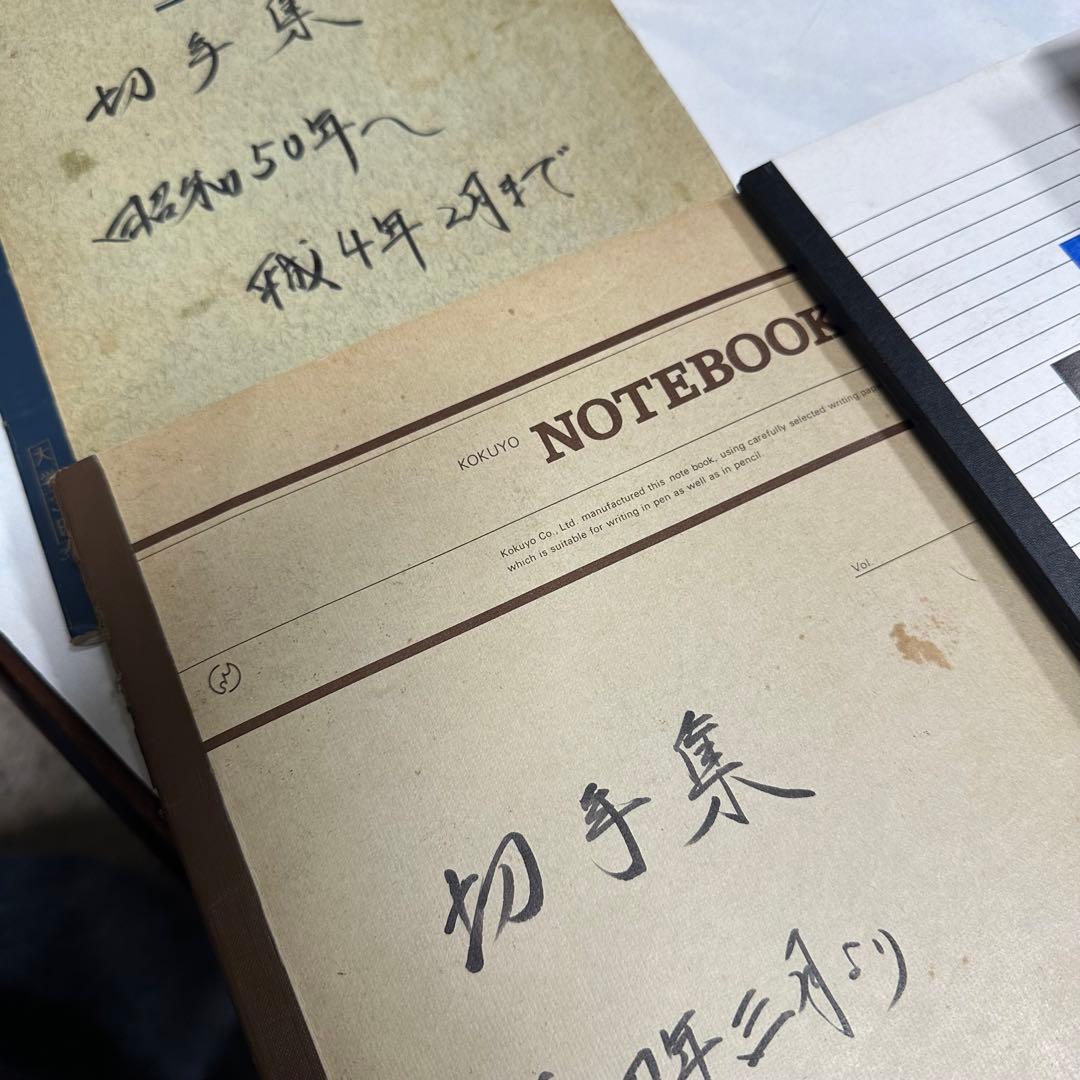 切手集
昭和50年〜
平成4年2月まで
KOKUYO NOTEBOOK
Kokuyo Co., Ltd. manufactured this note book, using carefully selected writing pap
which is suitable for writing in pen as well as in pencil.
Vol.
切手集
四年三月より